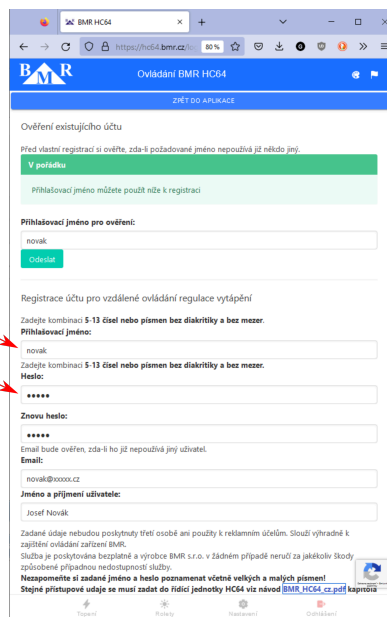 BMR HC64
https://hc64.bmr.cz/lo
80 %
BMR
Ovládání BMR HC64
ZPĚT DO APLIKACE
Ověření existujícího účtu
Před vlastní registrací si ověřte, zda-li požadované jméno nepoužívá již někdo jiný.
V pořádku
Přihlašovací jméno můžete použít níže k registraci
Přihlašovací jméno pro ověření:
novak
Odeslat
Registrace účtu pro vzdálené ovládání regulace vytápění
Zadejte kombinaci 5-13 čísel nebo písmen bez diakritiky a bez mezer.
Přihlašovací jméno:
novak
Zadejte kombinaci 5-13 čísel nebo písmen bez diakritiky a bez mezer.
Heslo:
•••••
Znovu heslo:
•••••
Email bude ověřen, zda-li ho již nepoužívá jiný uživatel.
Email:
novak@xxxxx.cz
Jméno a příjmení uživatele:
Josef Novák
Zadané údaje nebudou poskytnuty třetí osobě ani použity k reklamním účelům. Slouží výhradně k
zajištění ovládání zařízení BMR.
Služba je poskytována bezplatně a výrobce BMR s.r.o. v žádném případě neručí za jakékoliv škody
způsobené případnou nedostupností služby.
Nezapomeňte si zadané jméno a heslo poznamenat včetně velkých a malých písmen!
Stejné přístupové údaje se musí zadat do řídící jednotky HC64 viz návod BMR_HC64_cz.pdf kapitola
Topení
Rolety
Nastavení
Odhlášení